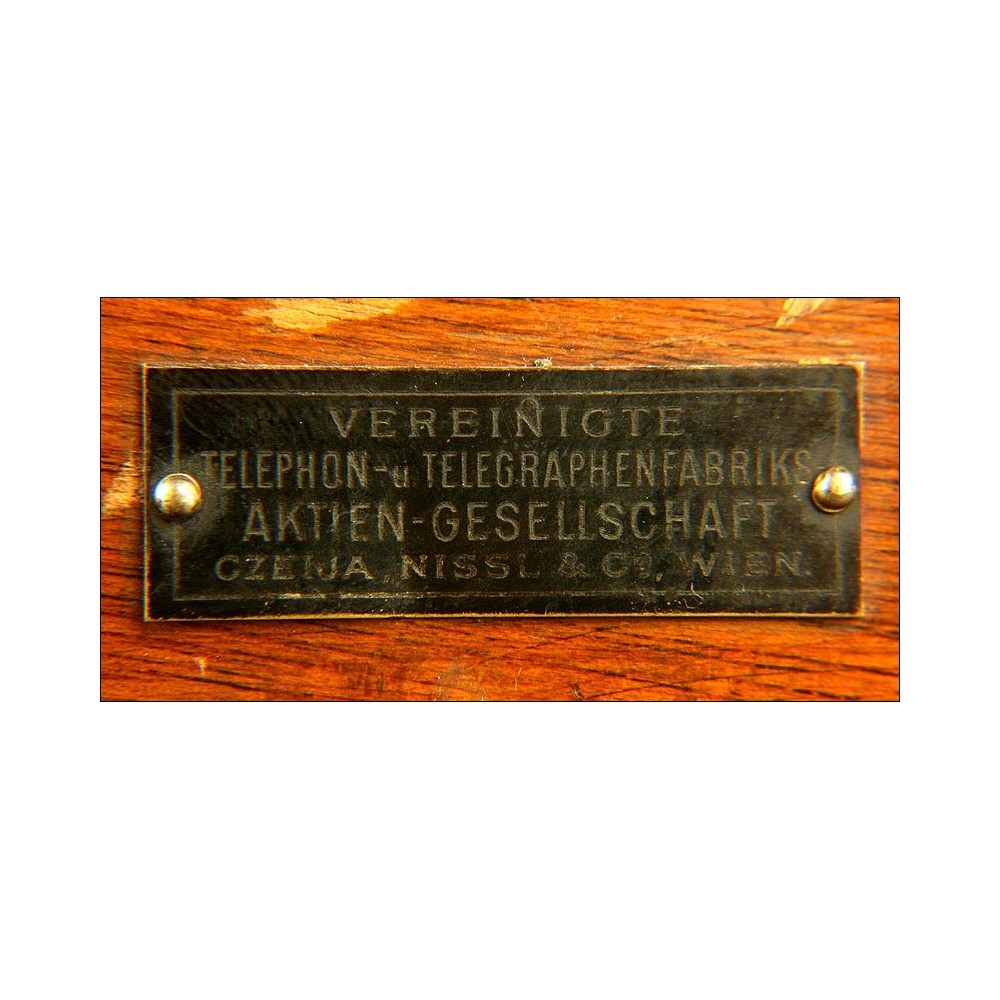 VEREINIGTE
TELEPHON-u TELEGRAPHENFABRIKS
AKTIEN-GESELLSCHAFT
CZEIJA, NISSL & Co, WIEN.